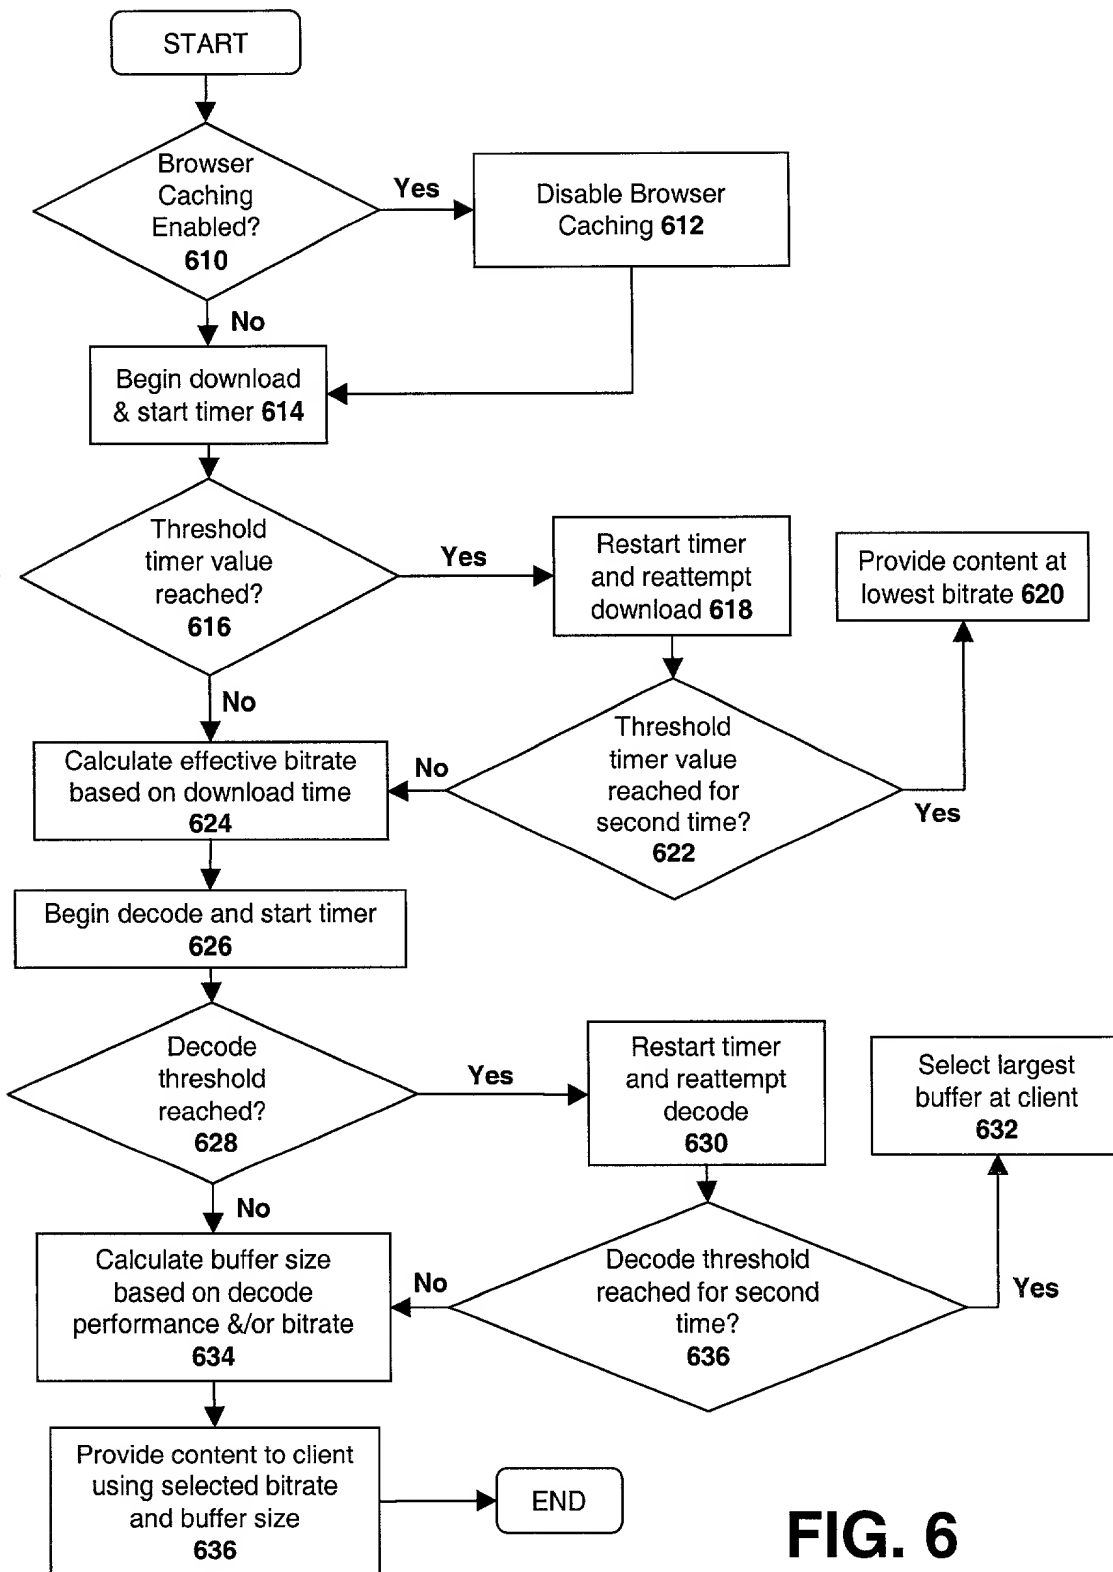 START
Browser
Caching
Enabled?
610
Yes
Disable Browser
Caching 612
No
Begin download
& start timer 614
Threshold
timer value
reached?
616
Yes
Restart timer
and reattempt
download 618
Provide content at
lowest bitrate 620
No
Threshold
timer value
reached for
second time?
622
No
Yes
Calculate effective bitrate
based on download time
624
Begin decode and start timer
626
Decode
threshold
reached?
628
Yes
Restart timer
and reattempt
decode
630
Select largest
buffer at client
632
No
Decode threshold
reached for second
time?
636
No
Yes
Calculate buffer size
based on decode
performance &/or bitrate
634
Provide content to client
using selected bitrate
and buffer size
636
END
FIG. 6